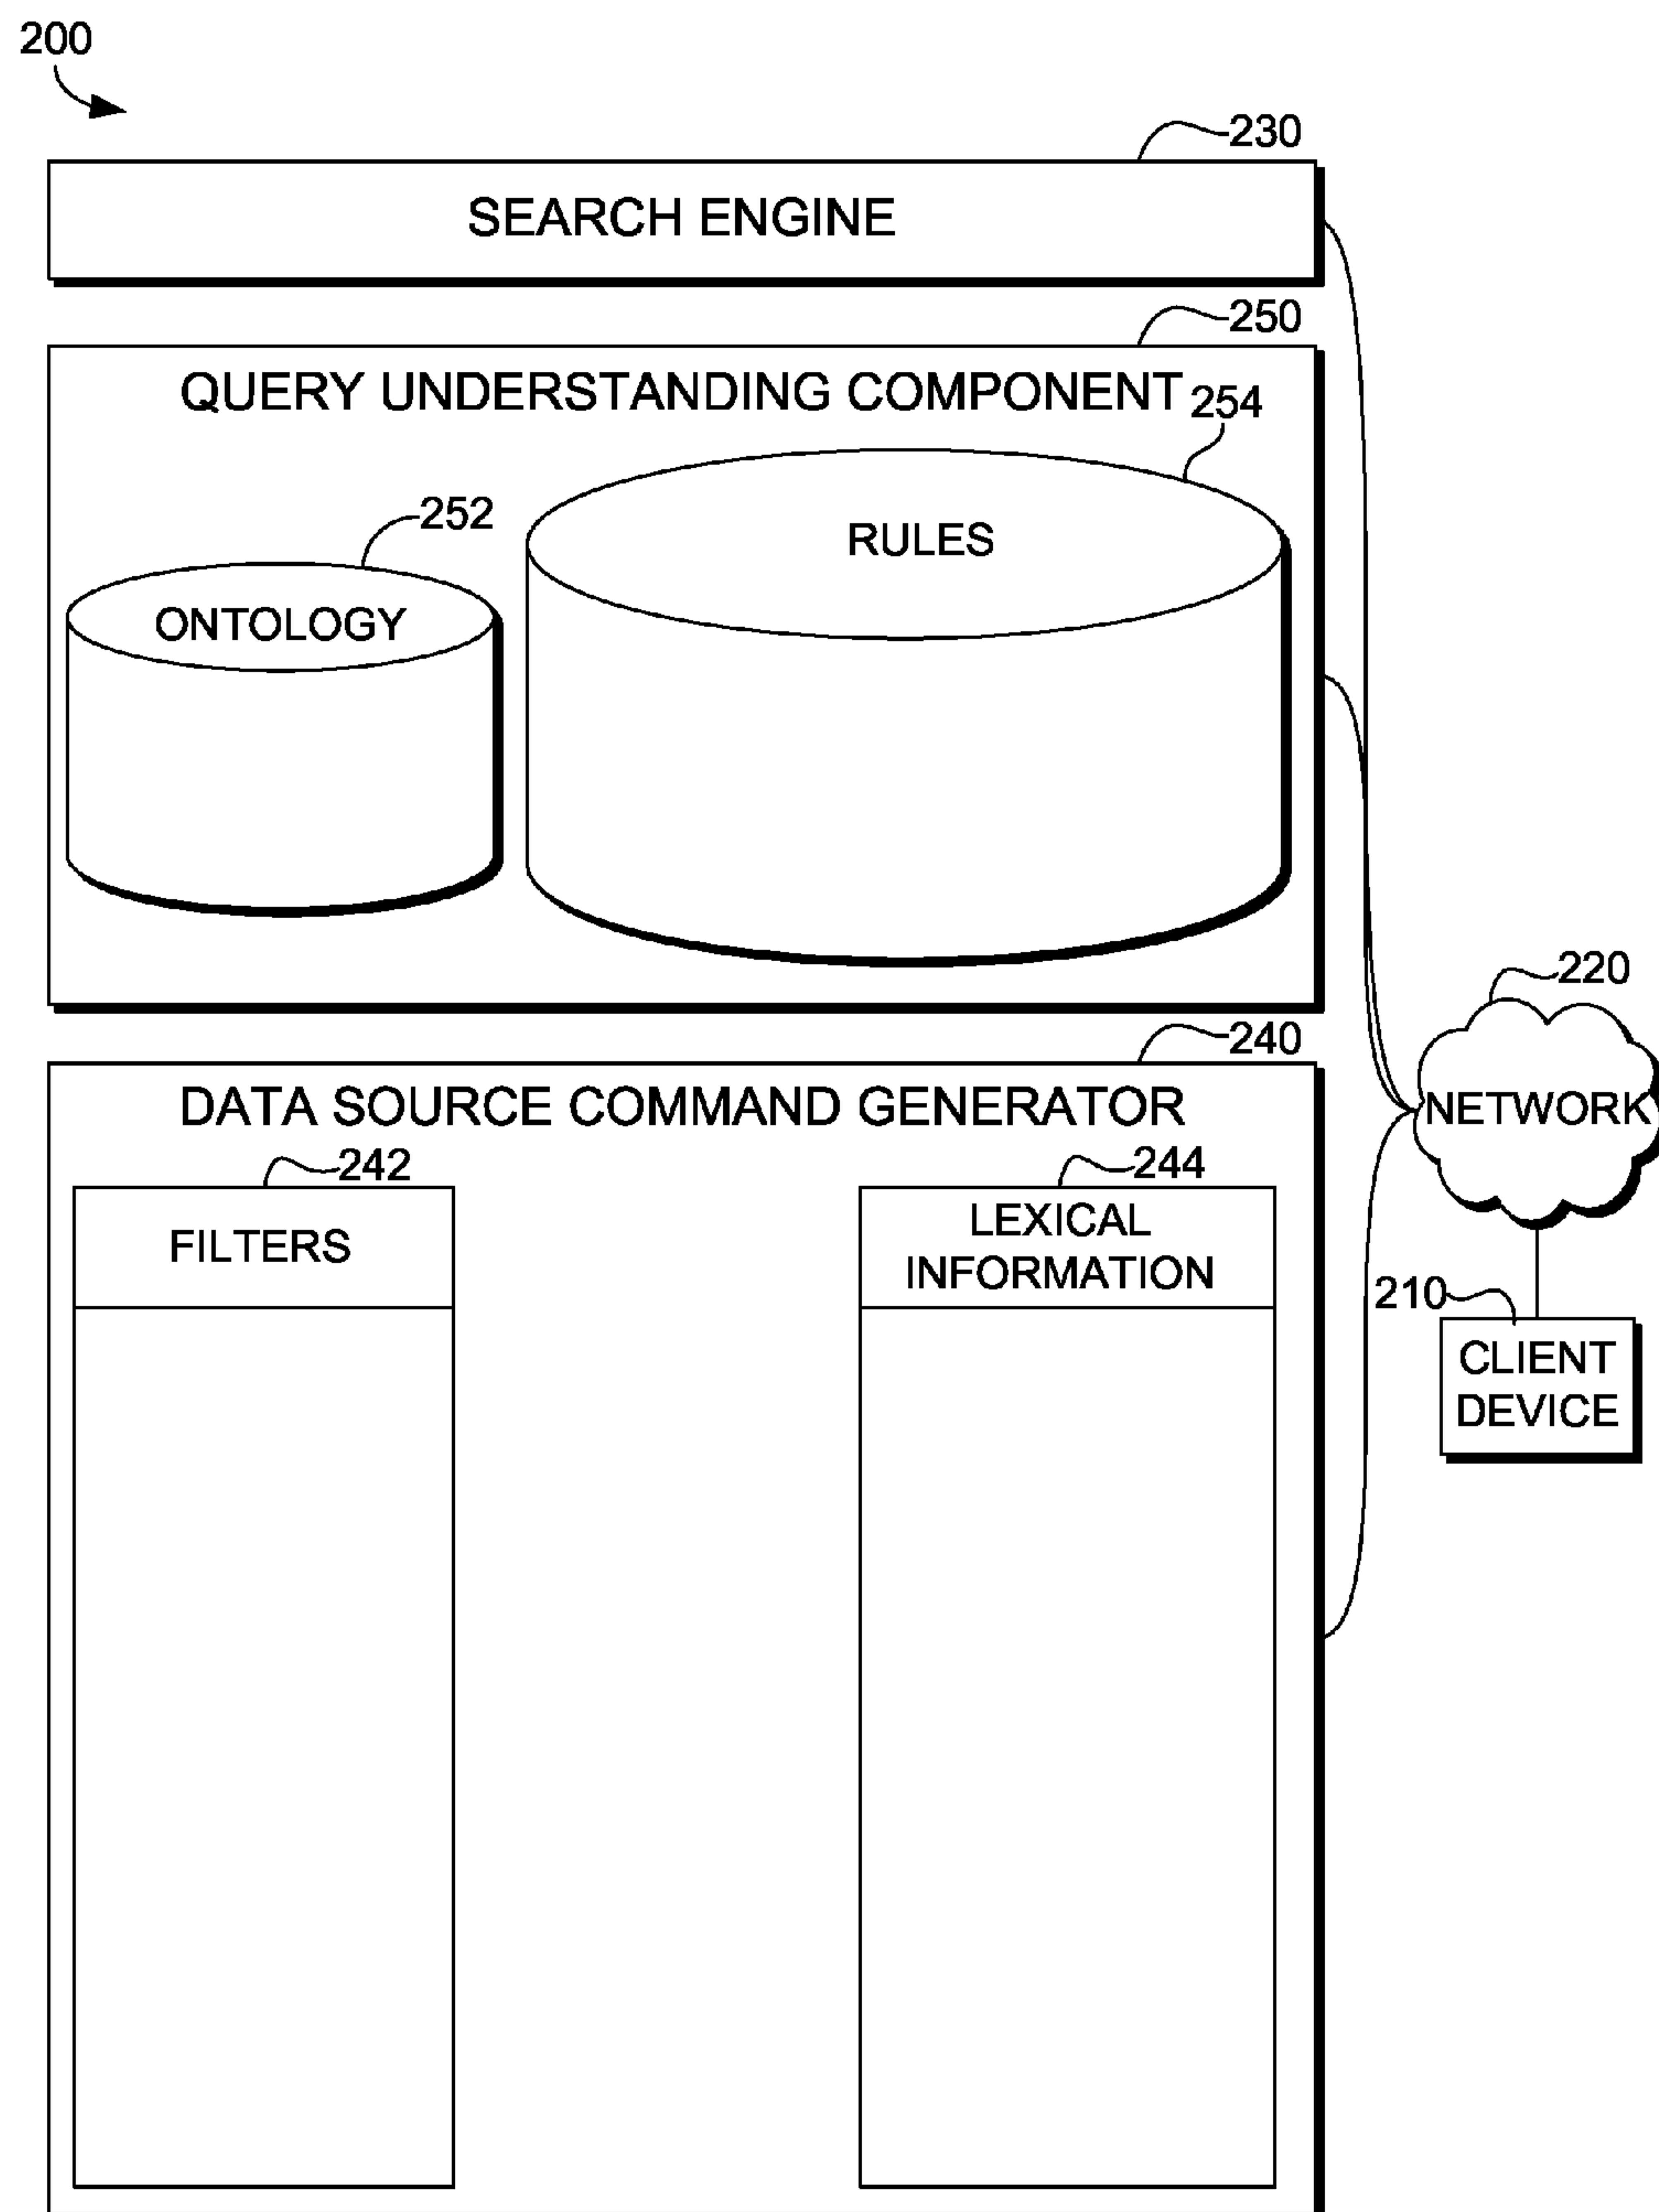 200
230
SEARCH ENGINE
250
QUERY UNDERSTANDING COMPONENT
254
252
RULES
ONTOLOGY
220
240
NETWORK
DATA SOURCE COMMAND GENERATOR
242
244
FILTERS
LEXICAL
INFORMATION
210
CLIENT
DEVICE